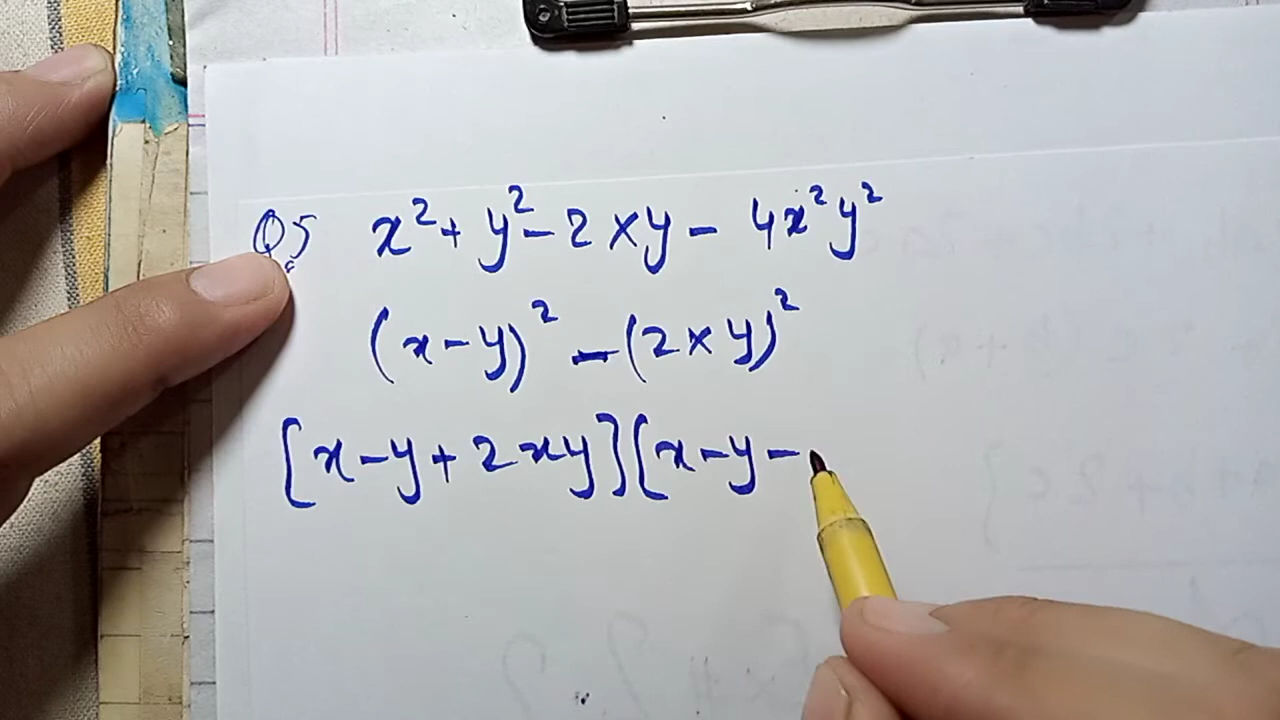 Q5 x² + y² - 2xy - 4x²y²
(x - y)² - (2xy)²
[x - y + 2xy][x - y -